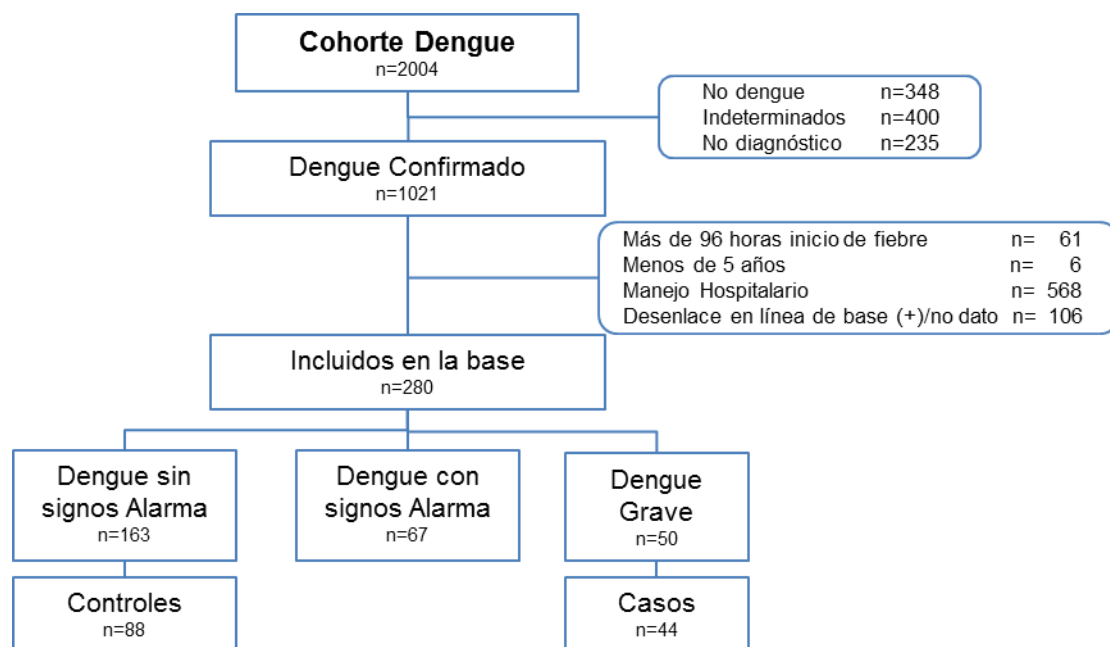 Cohorte Dengue
n=2004
No dengue n=348
Indeterminados n=400
No diagnóstico n=235
Dengue Confirmado
n=1021
Más de 96 horas inicio de fiebre n= 61
Menos de 5 años n= 6
Manejo Hospitalario n= 568
Desenlace en línea de base (+)/no dato n= 106
Incluidos en la base
n=280
Dengue sin
signos Alarma
n=163
Dengue con
signos Alarma
n=67
Dengue
Grave
n=50
Controles
n=88
Casos
n=44